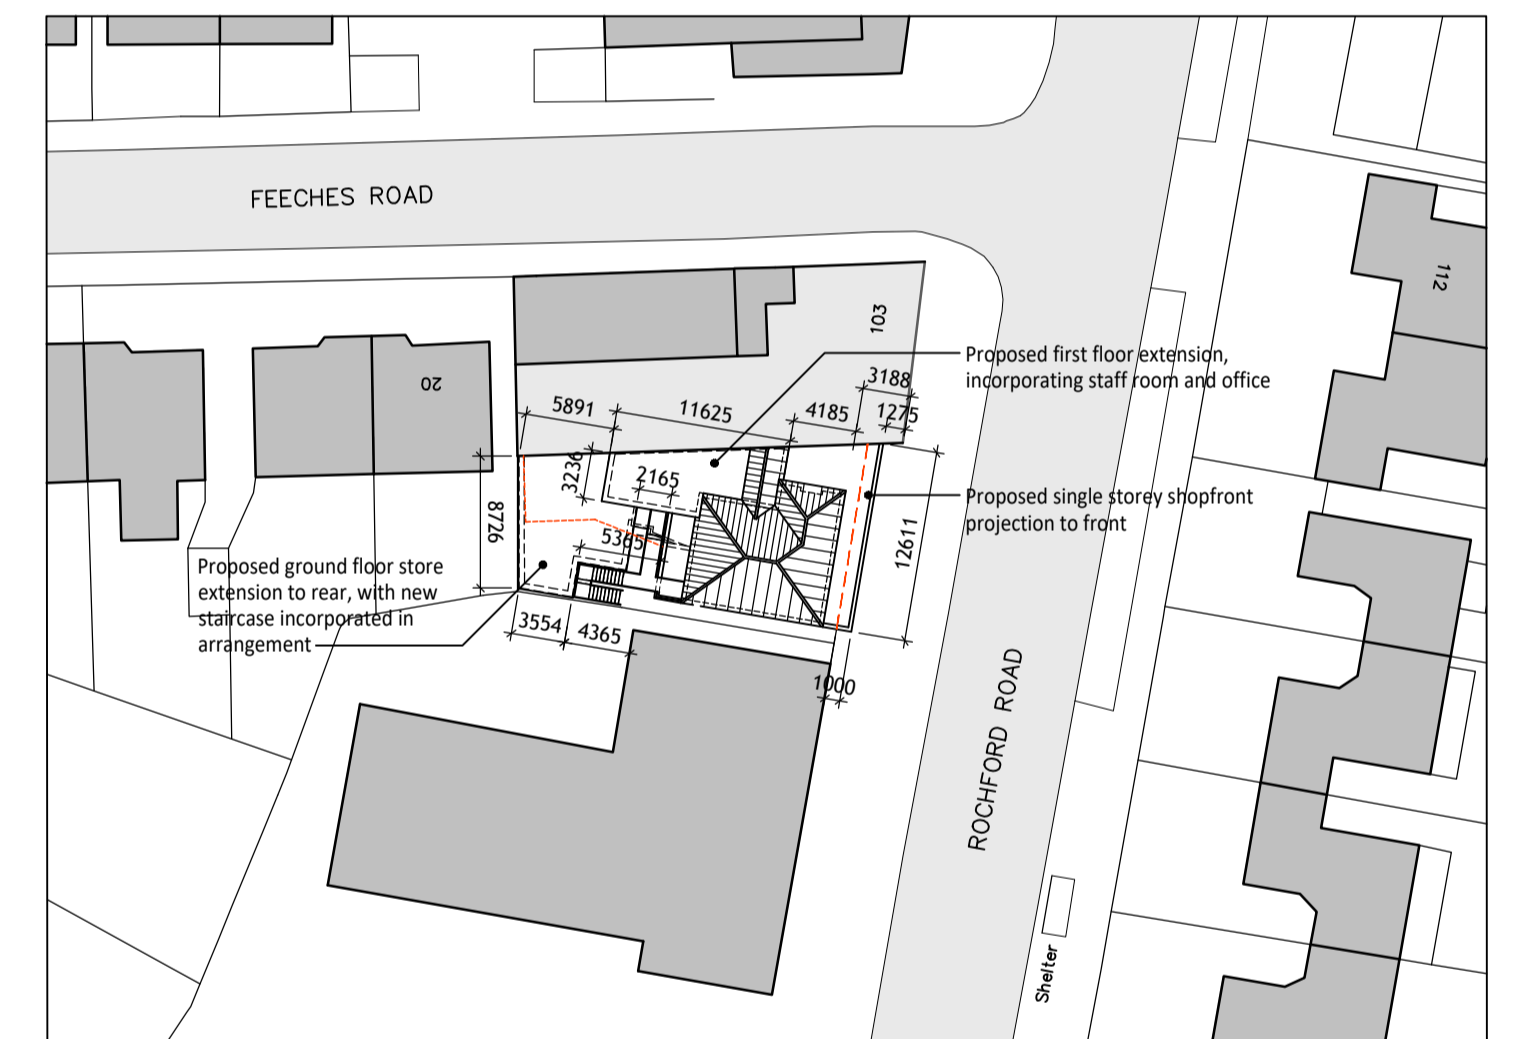 FEECHES ROAD
112
103
Proposed first floor extension,
incorporating staff room and office
20
3188
5891
11625
4185
1275
3236
2165
Proposed single storey shopfront
projection to front
8726
5365
12611
Proposed ground floor store
extension to rear, with new
staircase incorporated in
arrangement
3554
4365
1000
ROCHFORD ROAD
Shelter